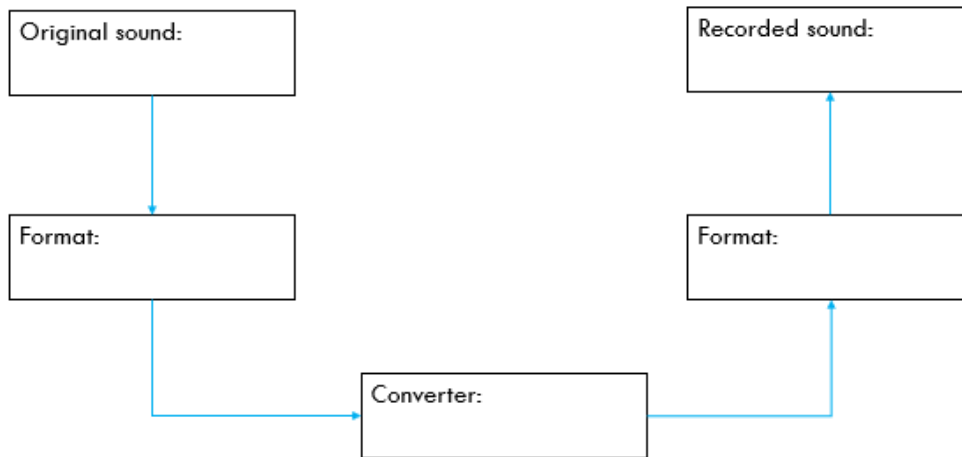 Original sound:
Recorded sound:
Format:
Format:
Converter: